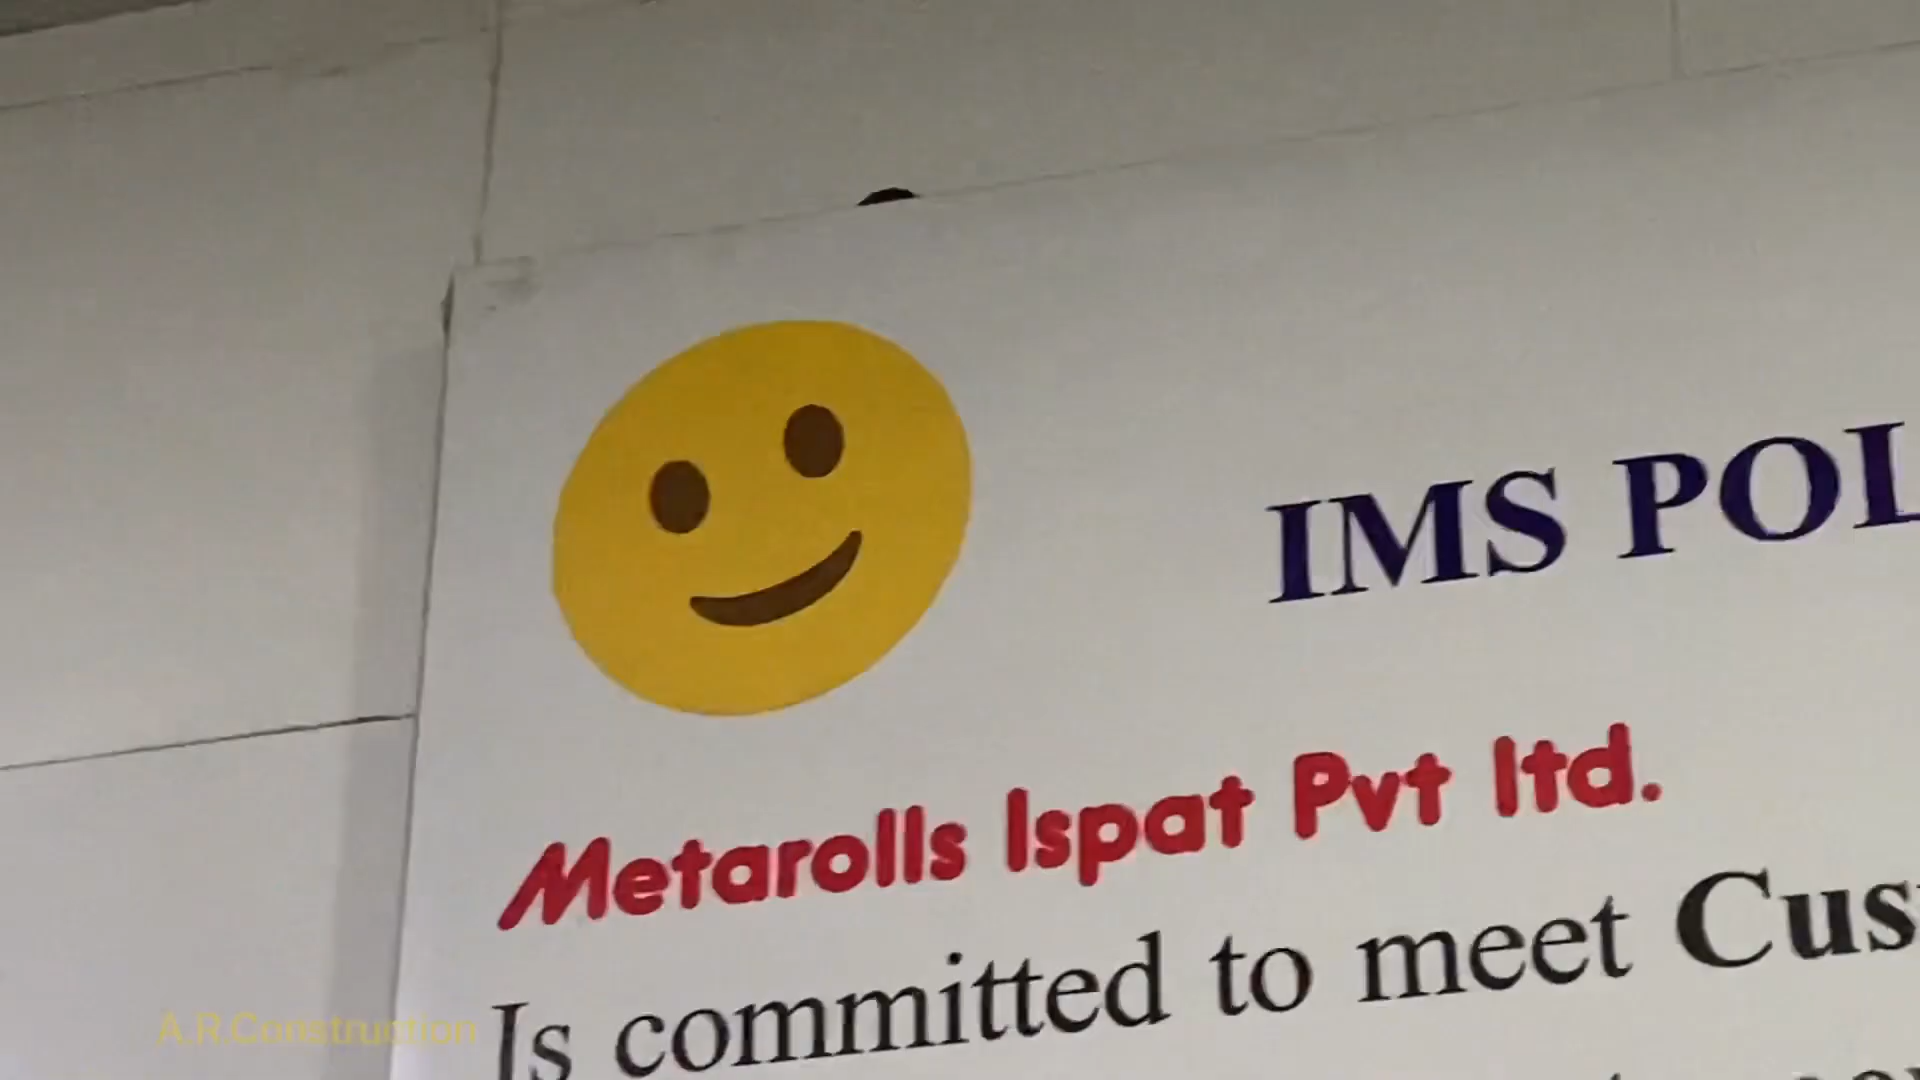 IMS POL
Metarolls Ispat Pvt ltd.
Is committed to meet Cus
A.R.Construction